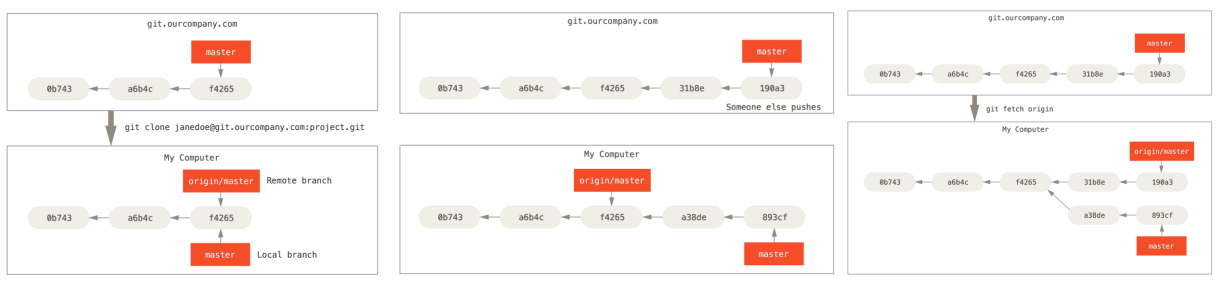 git.ourcompany.com
master
0b743 a6b4c f4265
git clone janedoe@git.ourcompany.com:project.git
My Computer
origin/master Remote branch
0b743 a6b4c f4265
master Local branch
git.ourcompany.com
master
0b743 a6b4c f4265 31b8e 190a3
Someone else pushes
My Computer
origin/master
0b743 a6b4c f4265 a38de 893cf
master
git.ourcompany.com
master
0b743 a6b4c f4265 31b8e 190a3
git fetch origin
My Computer
origin/master
0b743 a6b4c f4265 31b8e 190a3
a38de 893cf
master